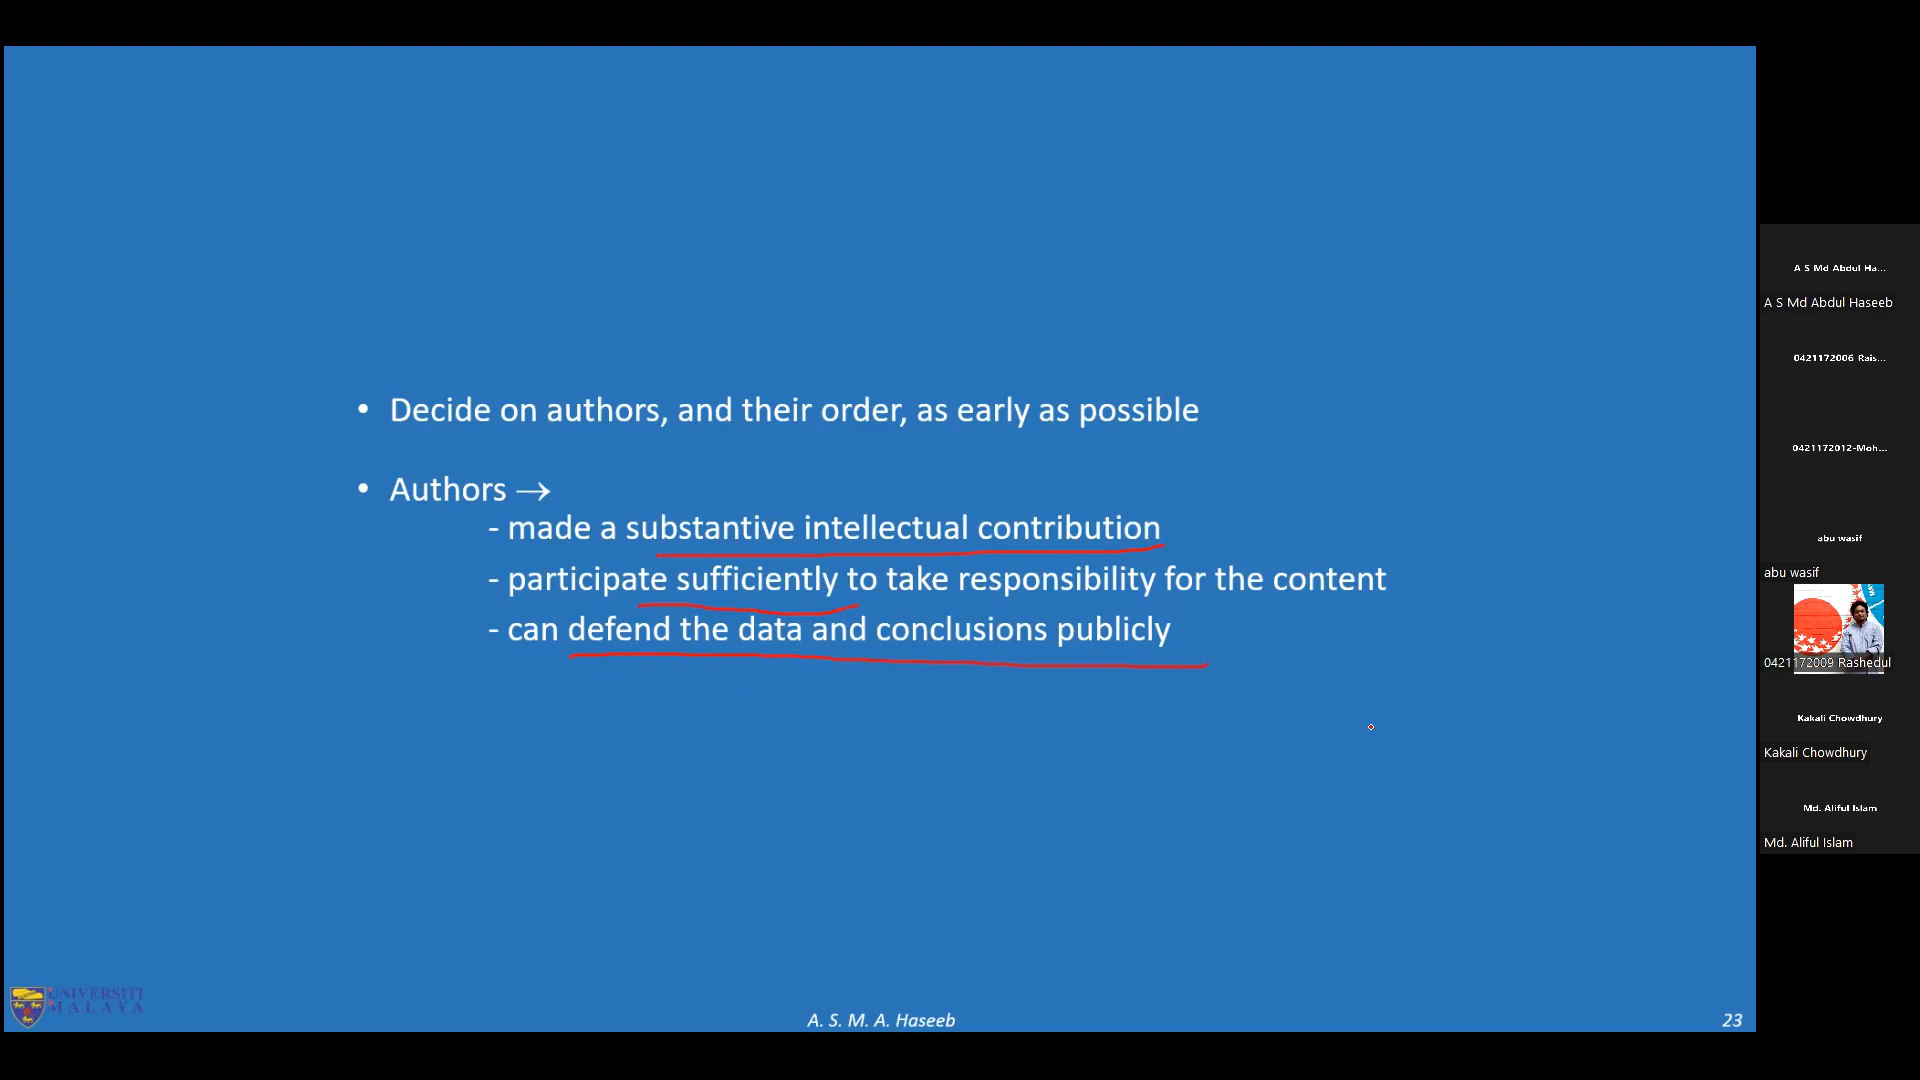 • Decide on authors, and their order, as early as possible
• Authors →
- made a substantive intellectual contribution
- participate sufficiently to take responsibility for the content
- can defend the data and conclusions publicly
UNIVERSITI
MALAYA
A. S. M. A. Haseeb
23
A S Md Abdul Ha...
A S Md Abdul Haseeb
0421172006 Rais...
0421172012-Moh...
abu wasif
abu wasif
0421172009 Rashedul
Kakali Chowdhury
Kakali Chowdhury
Md. Aliful Islam
Md. Aliful Islam